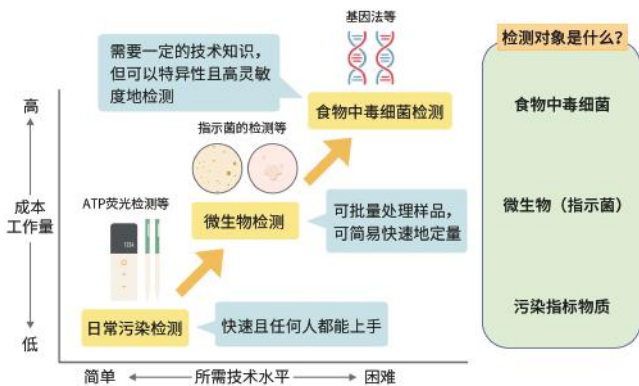 基因法等
检测对象是什么?
需要一定的技术知识,
但可以特异性且高灵敏
度地检测
高
食物中毒细菌检测
食物中毒细菌
指示菌的检测等
成本
工作量
ATP荧光检测等
微生物检测
可批量处理样品,
可简易快速地定量
微生物(指示菌)
日常污染检测
快速且任何人都能上手
污染指标物质
低
简单
所需技术水平
困难